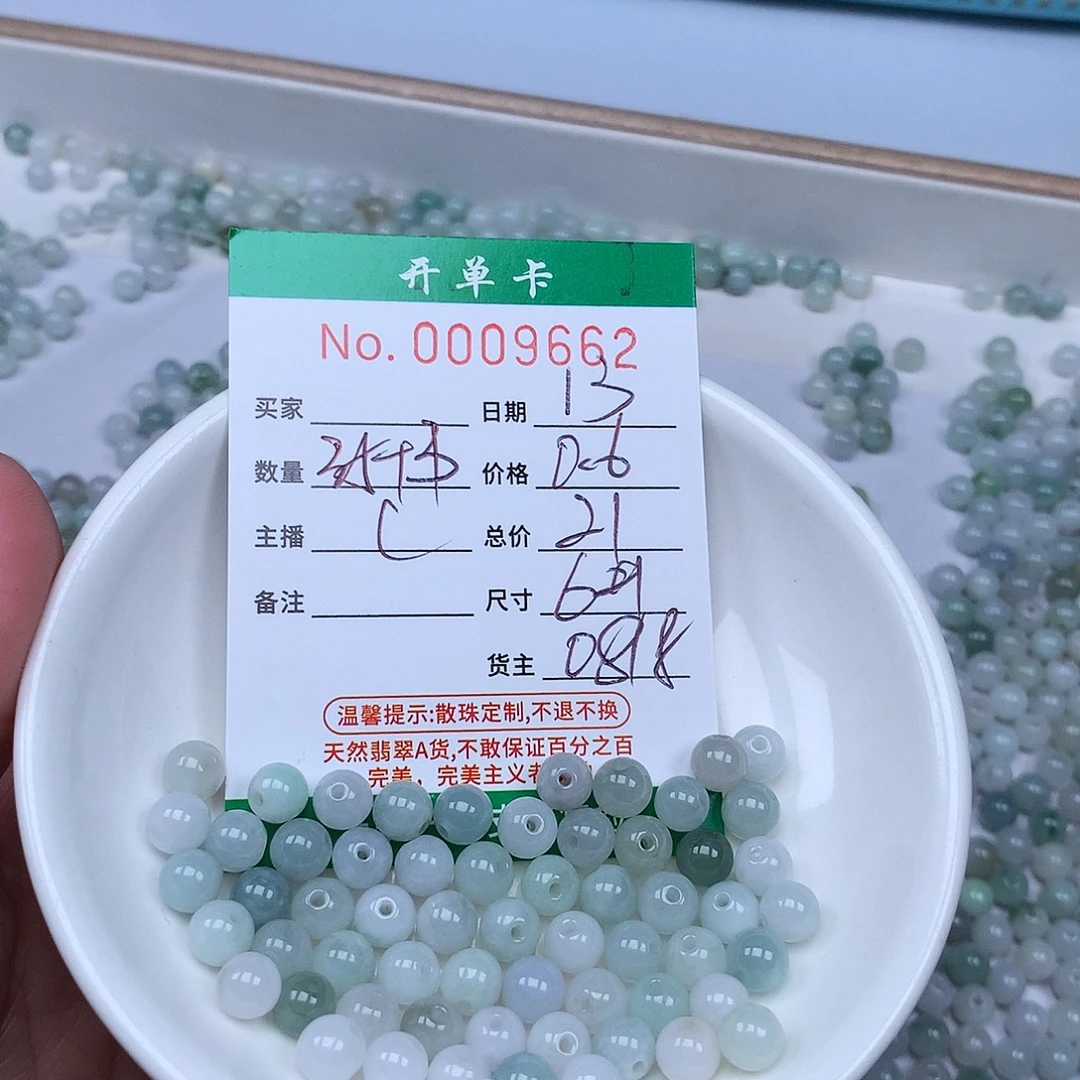 开单卡
No. 0009662
买家 日期 13
数量 价格 0.6
主播 C 总价 21
备注 尺寸
货主 0818
温馨提示:散珠定制,不退不换
天然翡翠A货,不敢保证百分之百
完美，完美主义者